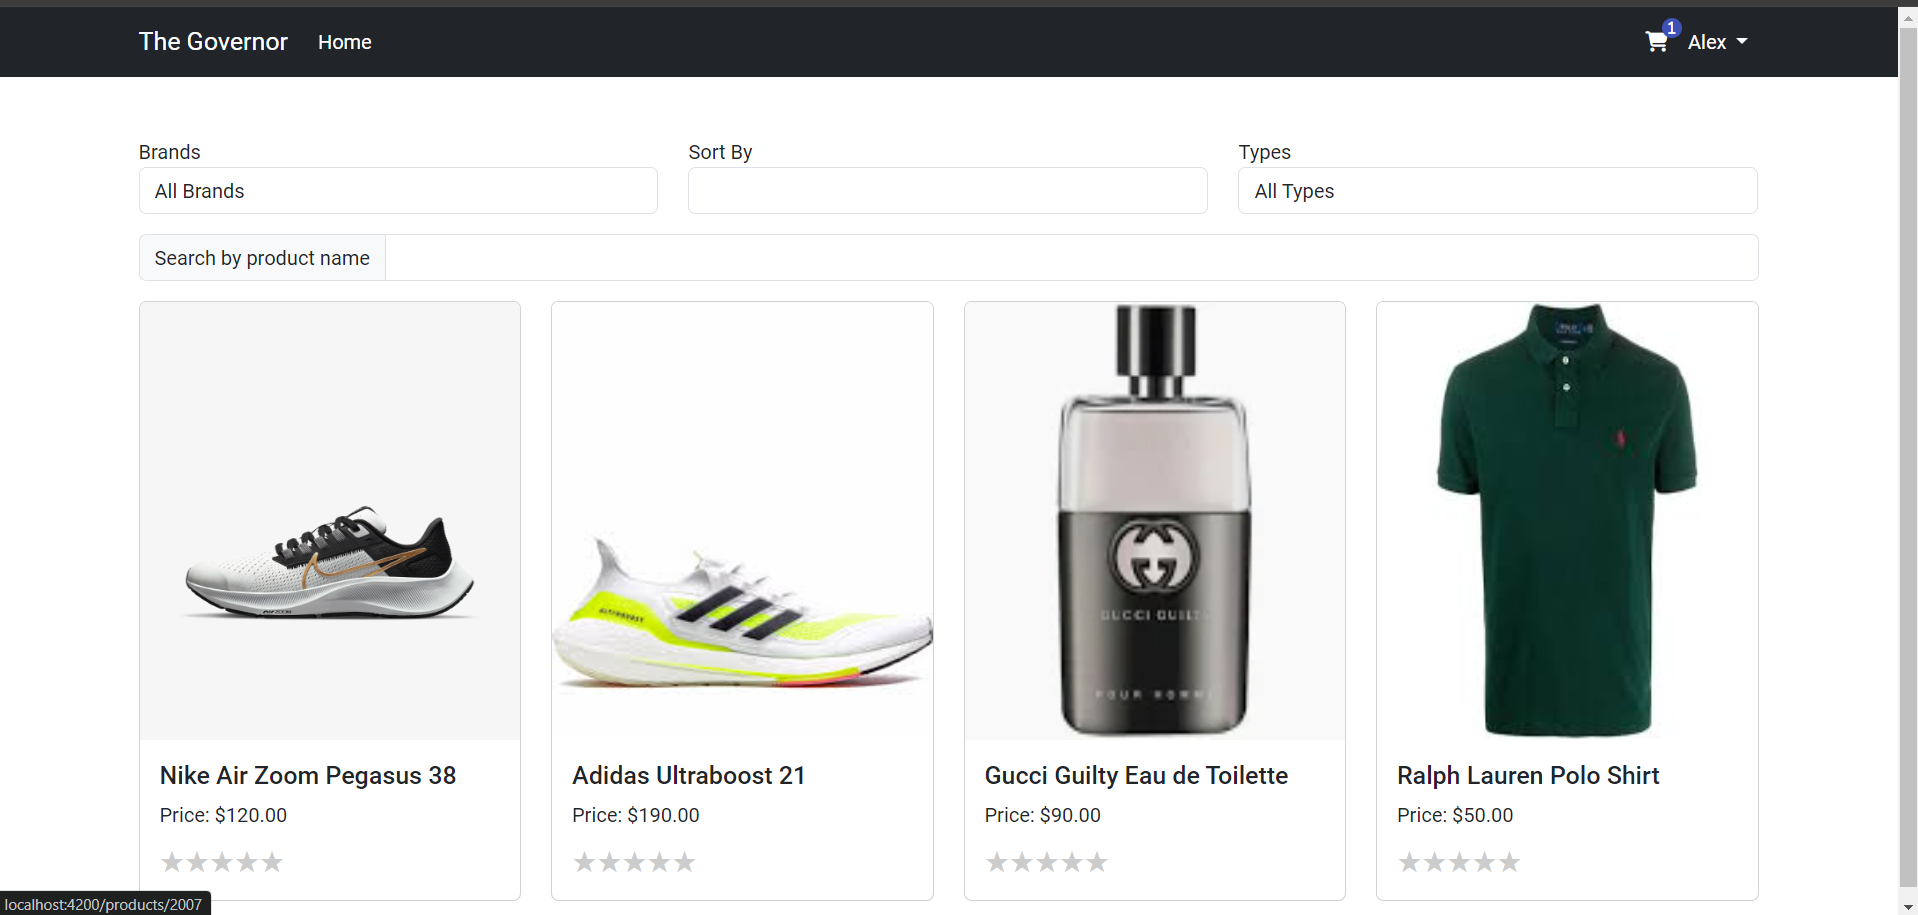 The Governor Home 1 Alex
Brands Sort By Types
All Brands All Types
Search by product name
GUCCI GUILTY
POUR HOMME
Nike Air Zoom Pegasus 38 Adidas Ultraboost 21 Gucci Guilty Eau de Toilette Ralph Lauren Polo Shirt
Price: $120.00 Price: $190.00 Price: $90.00 Price: $50.00
localhost:4200/products/2007